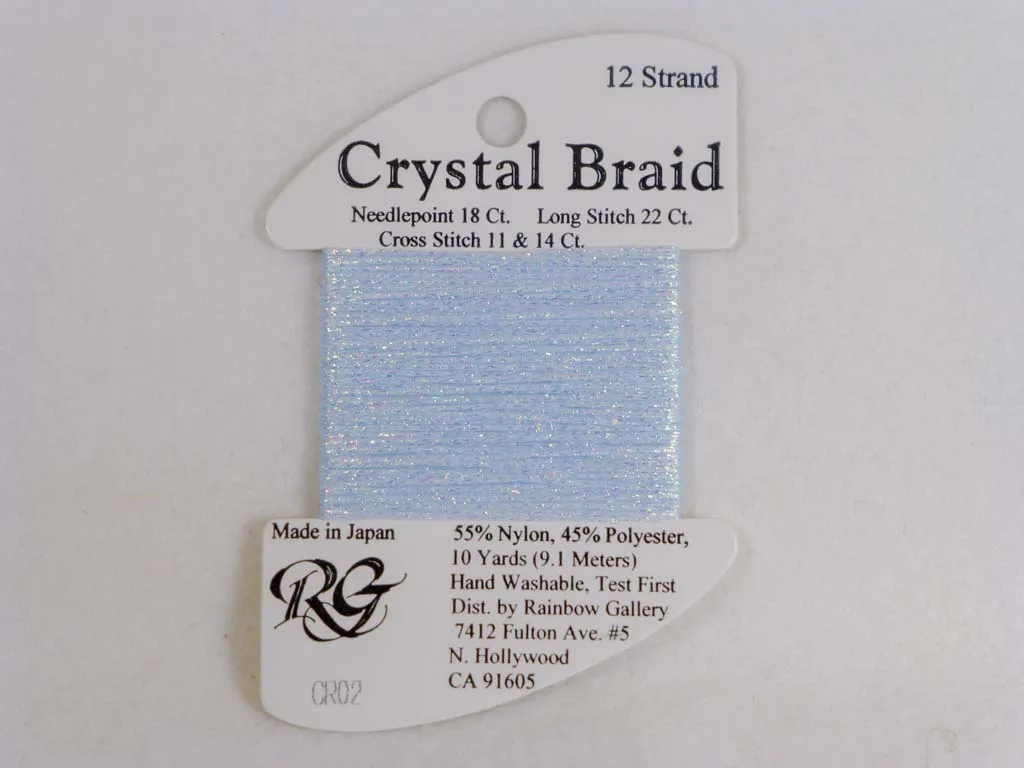 12 Strand
Crystal Braid
Needlepoint 18 Ct. Long Stitch 22 Ct.
Cross Stitch 11 & 14 Ct.
Made in Japan
RG
CR02
55% Nylon, 45% Polyester,
10 Yards (9.1 Meters)
Hand Washable, Test First
Dist. by Rainbow Gallery
7412 Fulton Ave. #5
N. Hollywood
CA 91605